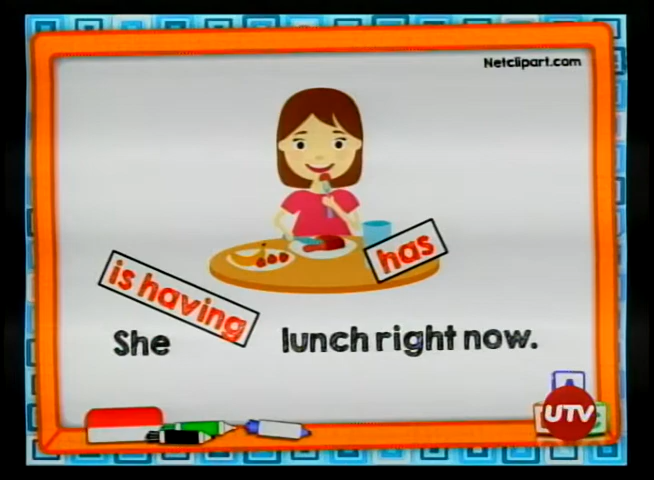 Netclipart.com
has
is having
She lunch right now.
A
UTV